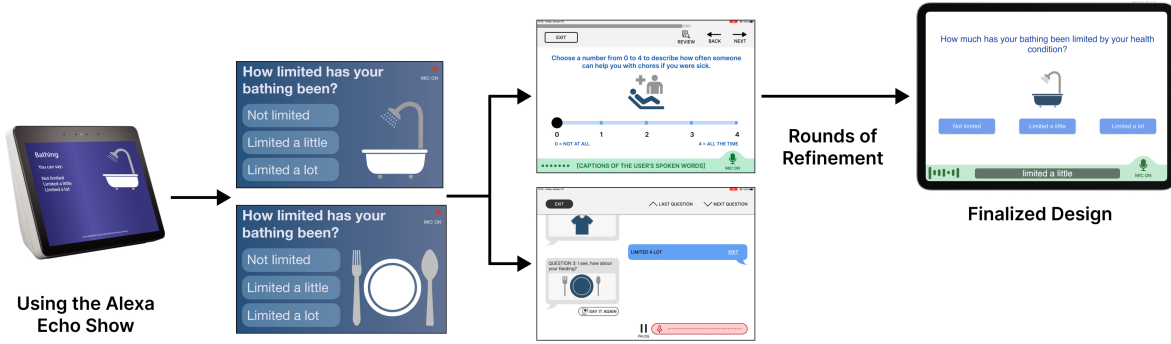 Bathing
You can say:
Not limited
Limited a little
Limited a lot
Using the Alexa
Echo Show
How limited has your
bathing been?
MIC ON
Not limited
Limited a little
Limited a lot
How limited has your
bathing been?
MIC ON
Not limited
Limited a little
Limited a lot
EXIT
REVIEW
BACK
NEXT
Choose a number from 0 to 4 to describe how often someone
can help you with chores if you were sick.
0 1 2 3 4
0 = NOT AT ALL
4 = ALL THE TIME
[CAPTIONS OF THE USER'S SPOKEN WORDS]
MIC ON
EXIT
LAST QUESTION
NEXT QUESTION
LIMITED A LOT
EDIT
QUESTION 3: I see, how about
your feeding?
SAY IT AGAIN
PAUSE
Rounds of
Refinement
How much has your bathing been limited by your health
condition?
Not limited
Limited a little
Limited a lot
limited a little
MIC ON
Finalized Design